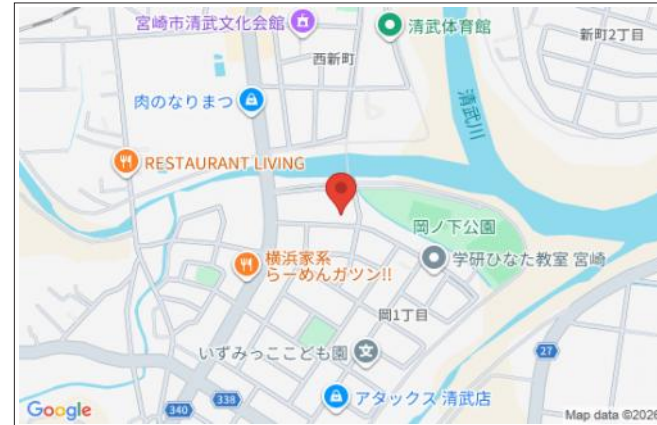 宮崎市清武文化会館
清武体育館
新町2丁目
西新町
肉のなりまつ
清武川
RESTAURANT LIVING
岡ノ下公園
横浜家系
らーめんガツン!!
学研ひなた教室 宮崎
岡1丁目
いずみっここども園
27
338
アタックス 清武店
340
Google
Map data ©2026